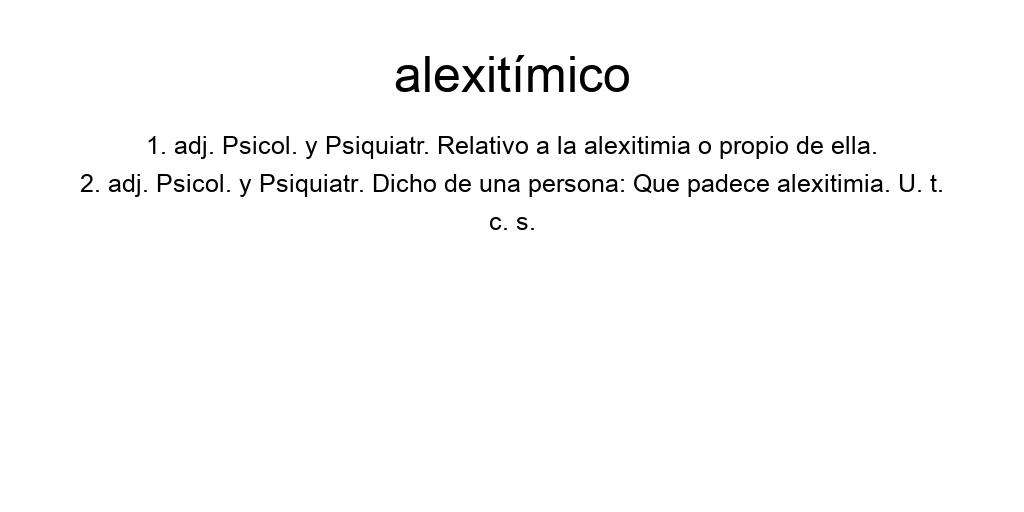 alexitímico
1. adj. Psicol. y Psiquiatr. Relativo a la alexitimia o propio de ella.
2. adj. Psicol. y Psiquiatr. Dicho de una persona: Que padece alexitimia. U. t.
c. s.